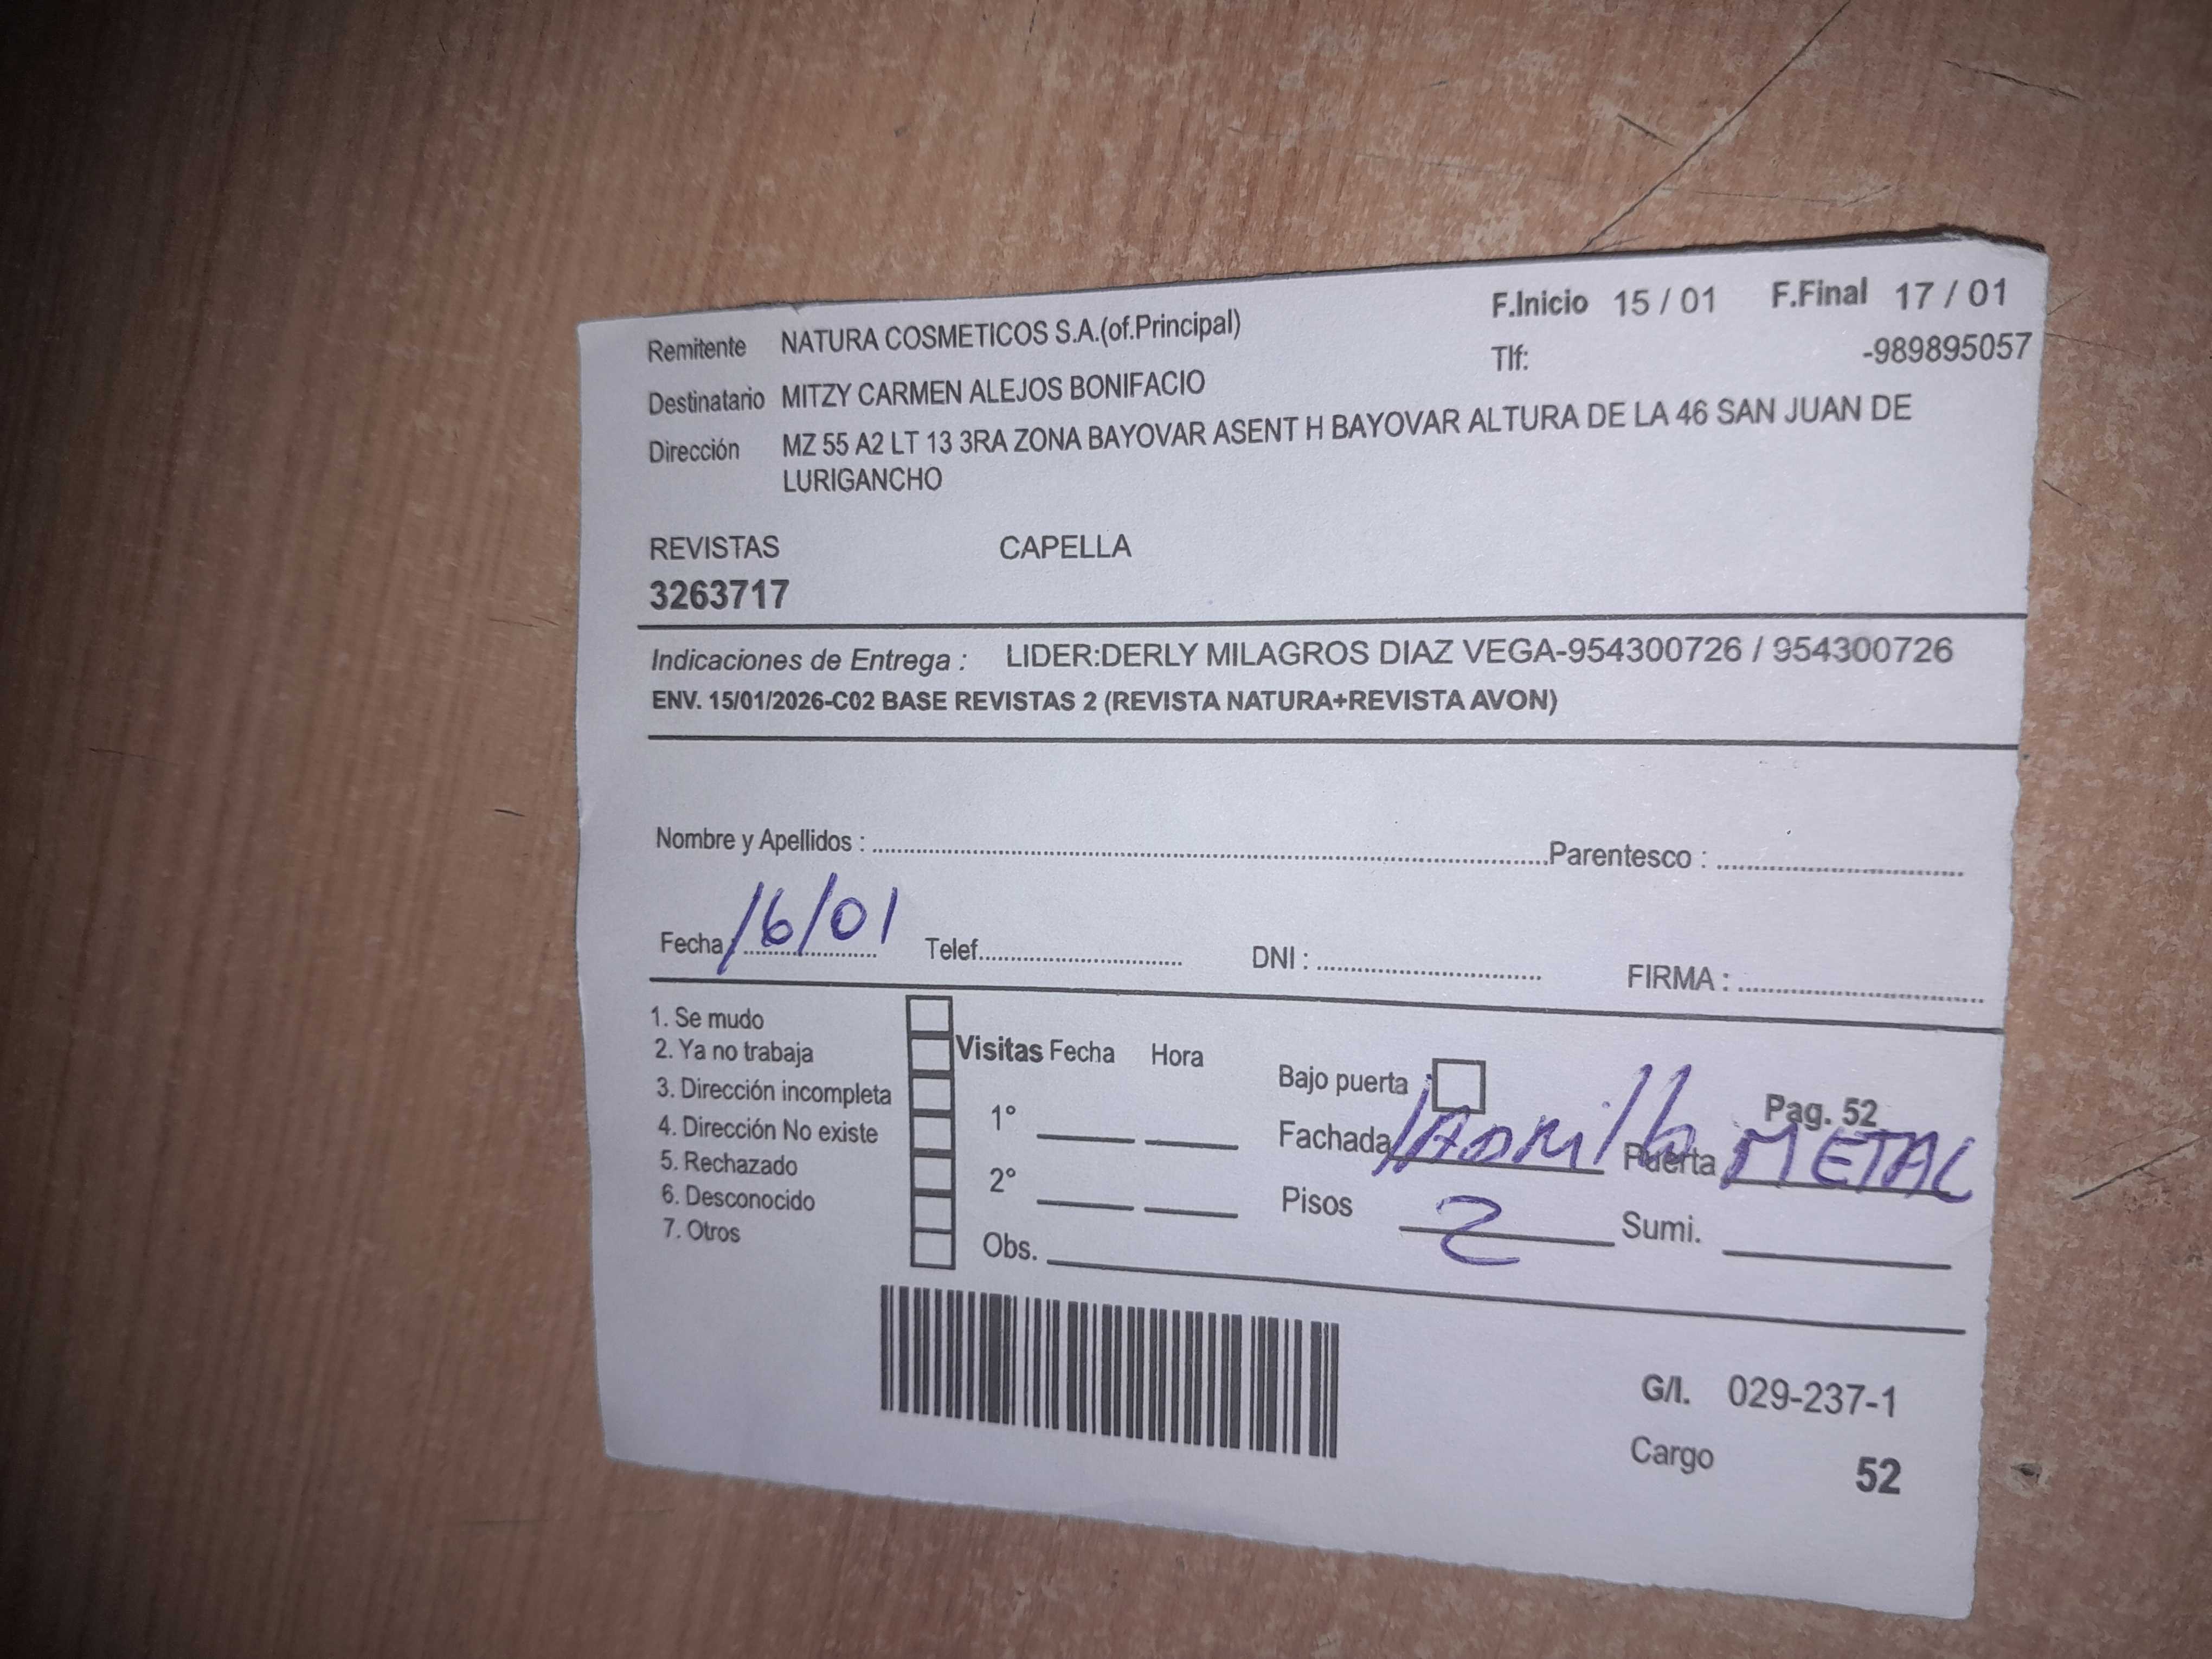 Remitente NATURA COSMETICOS S.A.(of.Principal) F.Inicio 15 / 01 F.Final 17 / 01
Tlf: -989895057
Destinatario MITZY CARMEN ALEJOS BONIFACIO
Dirección MZ 55 A2 LT 13 3RA ZONA BAYOVAR ASENT H BAYOVAR ALTURA DE LA 46 SAN JUAN DE
LURIGANCHO
REVISTAS CAPELLA
3263717
Indicaciones de Entrega : LIDER:DERLY MILAGROS DIAZ VEGA-954300726 / 954300726
ENV. 15/01/2026-C02 BASE REVISTAS 2 (REVISTA NATURA+REVISTA AVON)
Nombre y Apellidos : Parentesco :
Fecha 16/01 Telef. DNI : FIRMA :
1. Se mudo
2. Ya no trabaja
3. Dirección incompleta
4. Dirección No existe
5. Rechazado
6. Desconocido
7. Otros
Visitas Fecha Hora
1°
2°
Obs.
Bajo puerta Pag. 52
Fachada LADRillo Puerta METAL
Pisos 2 Sumi.
G/I. 029-237-1
Cargo 52